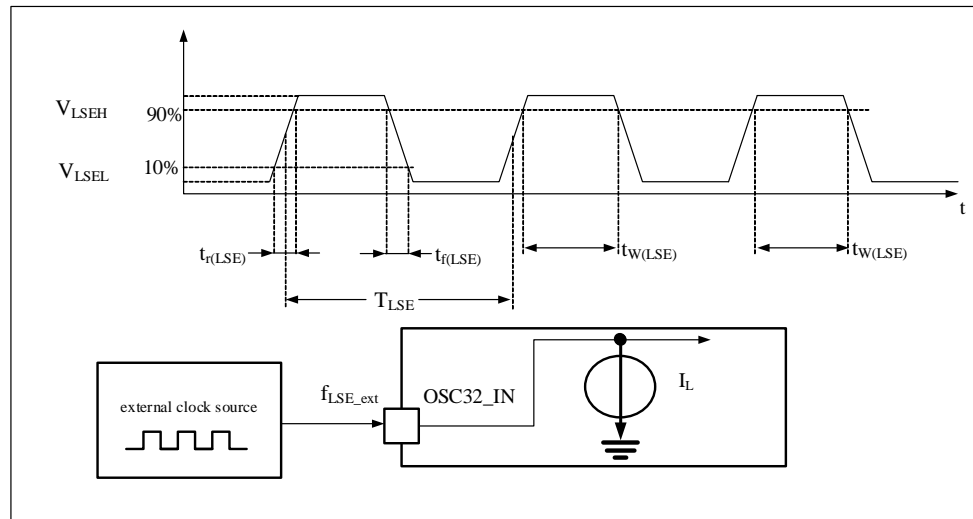 V_LSEH
90%
V_LSEL
10%
t
t_r(LSE)
t_f(LSE)
t_W(LSE)
t_W(LSE)
T_LSE
external clock source
f_LSE_ext
OSC32_IN
I_L